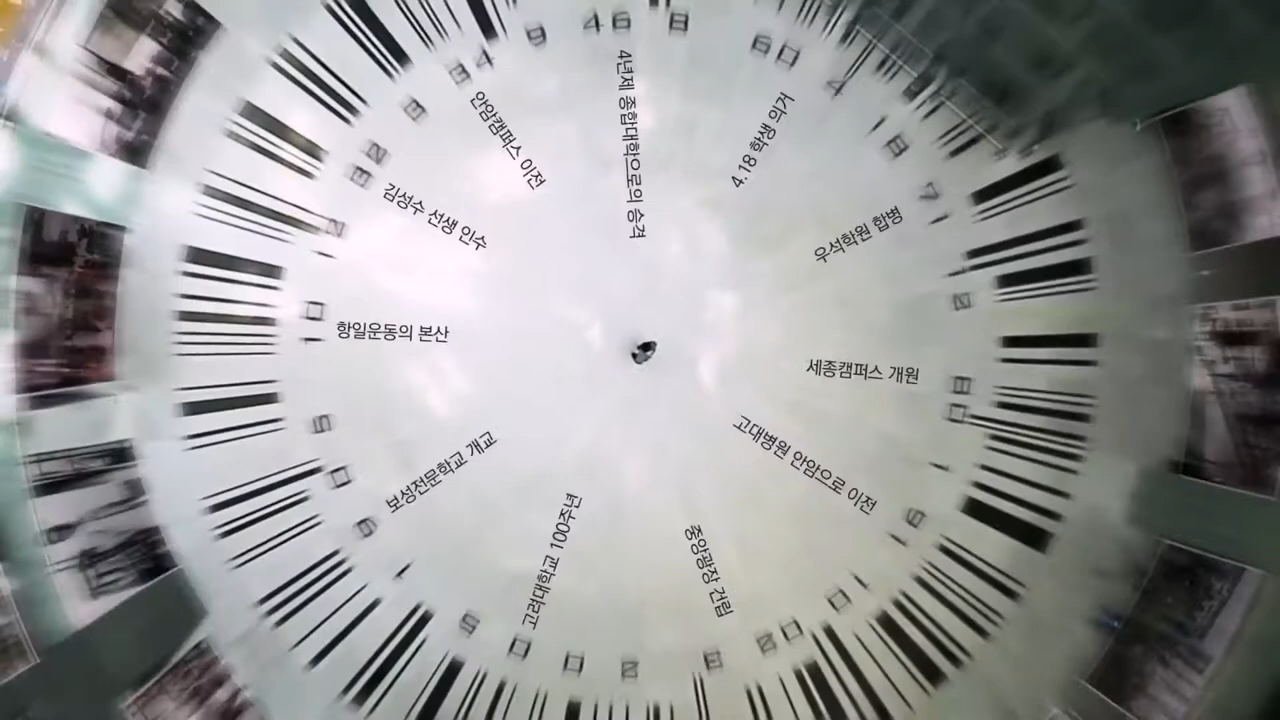 보성전문학교 개교
항일운동의 본산
김성수 선생 인수
안암캠퍼스 이전
4년제 종합대학으로의 승격
4.18 학생 의거
우석학원 합병
세종캠퍼스 개원
고대병원 안암으로 이전
중앙광장 건립
고려대학교 100주년